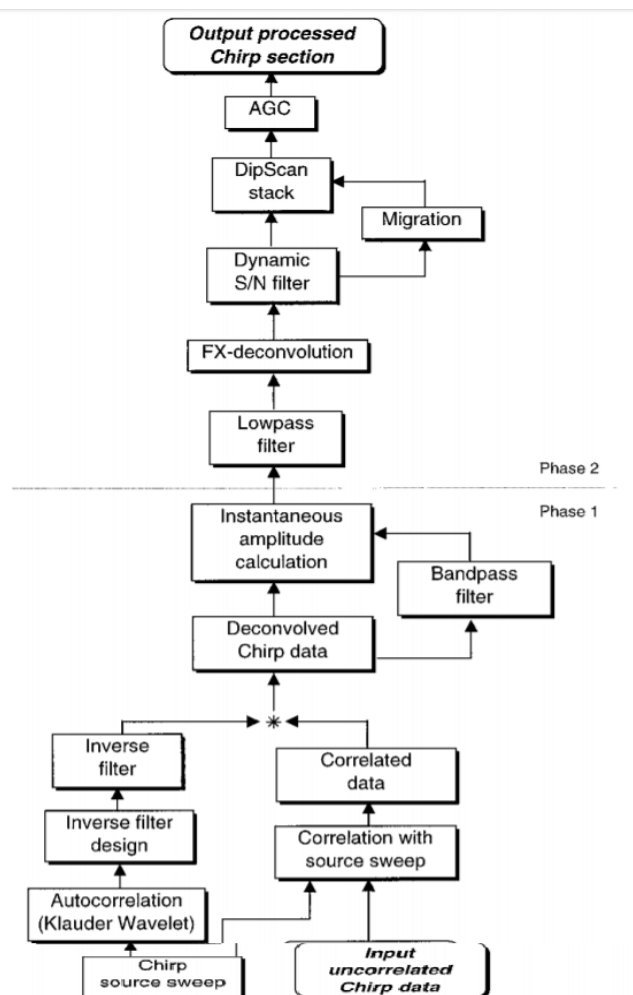 Output processed
Chirp section
AGC
DipScan
stack
Migration
Dynamic
S/N filter
FX-deconvolution
Lowpass
filter
Phase 2
Phase 1
Instantaneous
amplitude
calculation
Bandpass
filter
Deconvolved
Chirp data
*
Inverse
filter
Correlated
data
Inverse filter
design
Correlation with
source sweep
Autocorrelation
(Klauder Wavelet)
Chirp
source sweep
Input
uncorrelated
Chirp data